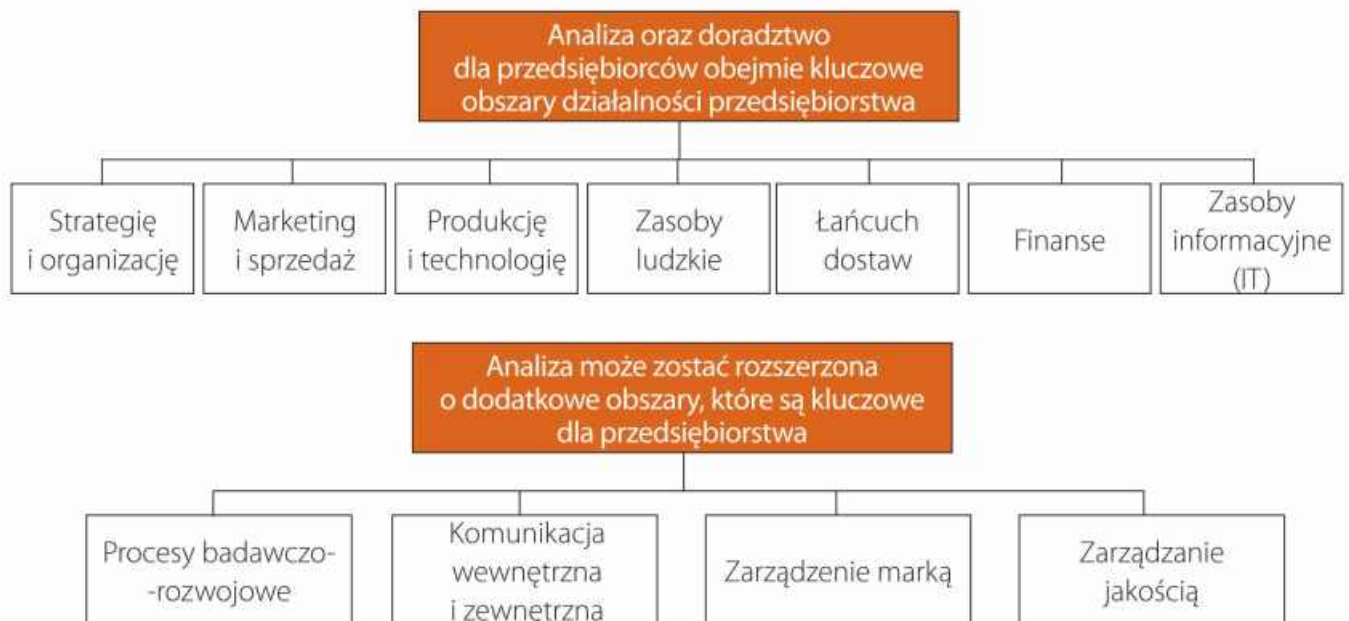 Analiza oraz doradztwo
dla przedsiębiorców obejmie kluczowe
obszary działalności przedsiębiorstwa
Strategię
i organizację
Marketing
i sprzedaż
Produkcję
i technologię
Zasoby
ludzkie
Łańcuch
dostaw
Finanse
Zasoby
informacyjne
(IT)
Analiza może zostać rozszerzona
o dodatkowe obszary, które są kluczowe
dla przedsiębiorstwa
Procesy badawczo-
-rozwojowe
Komunikacja
wewnętrzna
i zewnętrzna
Zarządzenie marką
Zarządzanie
jakością